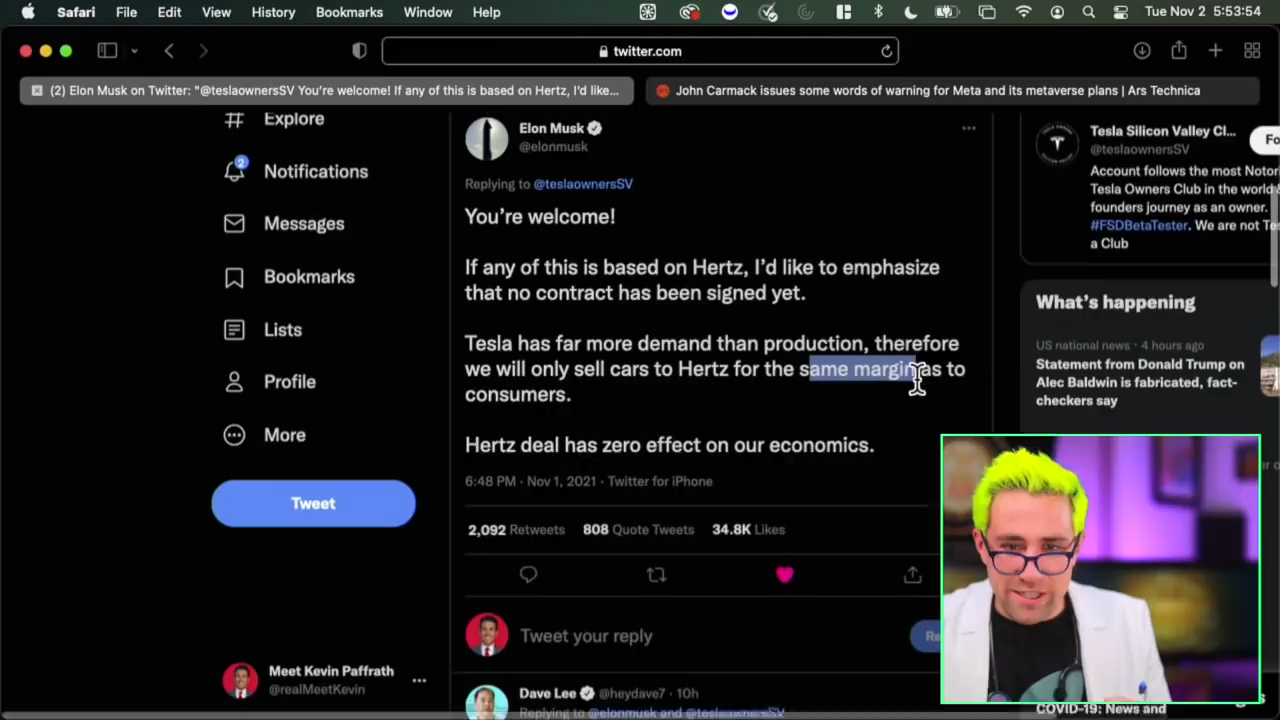 Safari File Edit View History Bookmarks Window Help Tue Nov 2 5:53:54
twitter.com
(2) Elon Musk on Twitter: "@teslaownersSV You're welcome! If any of this is based on Hertz, I'd like...
John Carmack issues some words of warning for Meta and its metaverse plans | Ars Technica
Explore
2
Notifications
Messages
Bookmarks
Lists
Profile
More
Tweet
Meet Kevin Paffrath
@realMeetKevin
Elon Musk
@elonmusk
Replying to @teslaownersSV
You're welcome!
If any of this is based on Hertz, I'd like to emphasize
that no contract has been signed yet.
Tesla has far more demand than production, therefore
we will only sell cars to Hertz for the same margin as to
consumers.
Hertz deal has zero effect on our economics.
6:48 PM · Nov 1, 2021 · Twitter for iPhone
2,092 Retweets 808 Quote Tweets 34.8K Likes
Tweet your reply
Re
Dave Lee @heydave7 · 10h
Replying to @elonmusk and @teslaownersSV
Tesla Silicon Valley Cl...
@teslaownersSV
Fo
Account follows the most Notor
Tesla Owners Club in the world &
founders journey as an owner.
#FSDBetaTester. We are not Te
a Club
What's happening
US national news · 4 hours ago
Statement from Donald Trump on
Alec Baldwin is fabricated, fact-
checkers say
COVID-19: News and